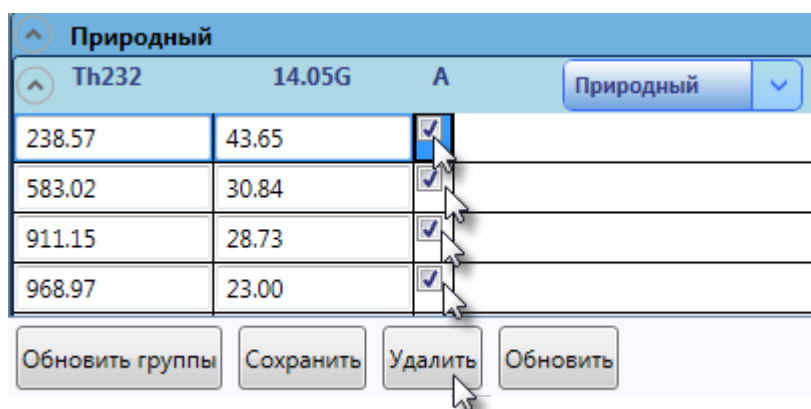 Природный
Th232 14.05G A Природный
238.57 43.65
583.02 30.84
911.15 28.73
968.97 23.00
Обновить группы Сохранить Удалить Обновить